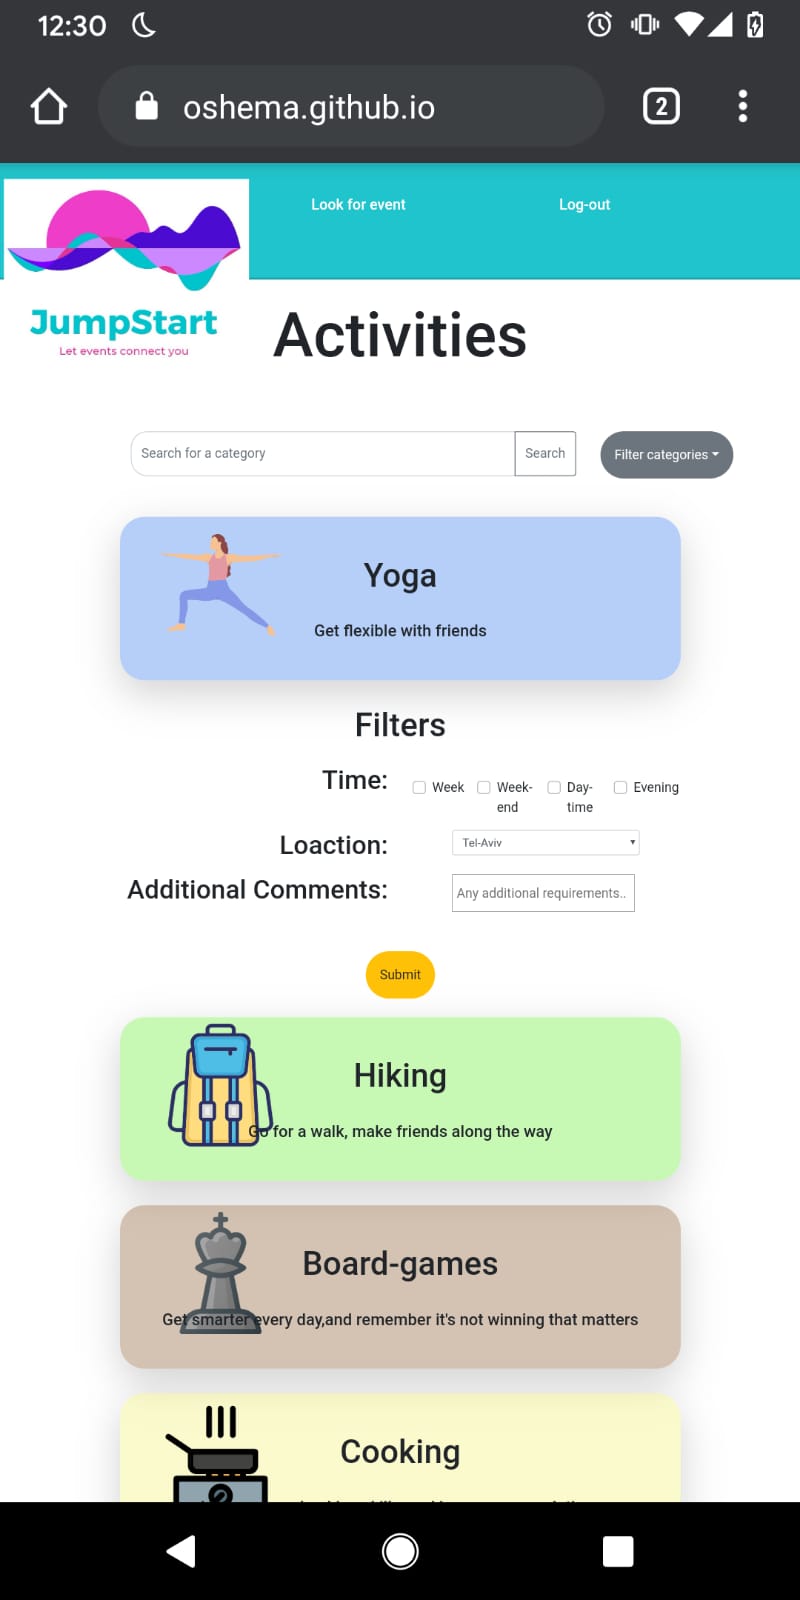 12:30
oshema.github.io
2
Look for event
Log-out
JumpStart
Let events connect you
Activities
Search for a category
Search
Filter categories
Yoga
Get flexible with friends
Filters
Time:
Week
Week-
end
Day-
time
Evening
Loaction:
Tel-Aviv
Additional Comments:
Any additional requirements..
Submit
Hiking
Go for a walk, make friends along the way
Board-games
Get smarter every day,and remember it's not winning that matters
Cooking